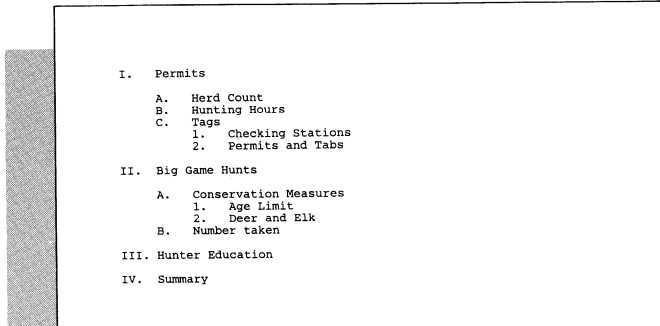 I. Permits
A. Herd Count
B. Hunting Hours
C. Tags
1. Checking Stations
2. Permits and Tabs
II. Big Game Hunts
A. Conservation Measures
1. Age Limit
2. Deer and Elk
B. Number taken
III. Hunter Education
IV. Summary